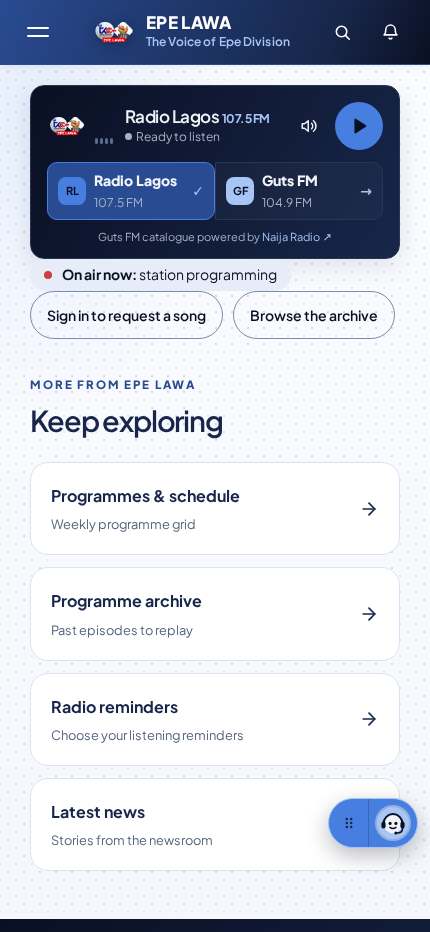 EPE LAWA
The Voice of Epe Division
Radio Lagos 107.5 FM
Ready to listen
RL
Radio Lagos
107.5 FM
✓
GF
Guts FM
104.9 FM
→
Guts FM catalogue powered by Naija Radio ↗
On air now: station programming
Sign in to request a song
Browse the archive
MORE FROM EPE LAWA
Keep exploring
Programmes & schedule
Weekly programme grid
Programme archive
Past episodes to replay
Radio reminders
Choose your listening reminders
Latest news
Stories from the newsroom